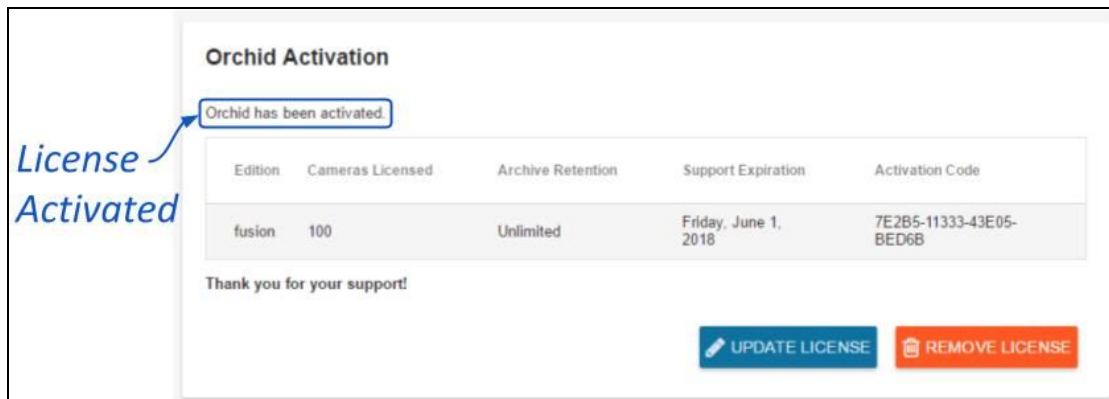 Orchid Activation
Orchid has been activated.
License
Activated
Edition Cameras Licensed Archive Retention Support Expiration Activation Code
fusion 100 Unlimited Friday, June 1, 2018 7E2B5-11333-43E05-BED6B
Thank you for your support!
UPDATE LICENSE REMOVE LICENSE